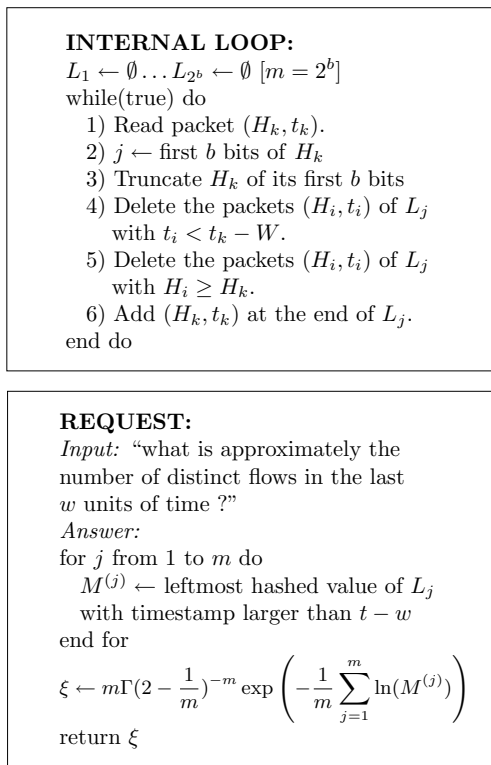 INTERNAL LOOP:
L₁ ← ∅ … L_{2^b} ← ∅ [m = 2^b]
while(true) do
1) Read packet (H_k, t_k).
2) j ← first b bits of H_k
3) Truncate H_k of its first b bits
4) Delete the packets (H_i, t_i) of L_j
with t_i < t_k − W.
5) Delete the packets (H_i, t_i) of L_j
with H_i ≥ H_k.
6) Add (H_k, t_k) at the end of L_j.
end do
REQUEST:
Input: “what is approximately the
number of distinct flows in the last
w units of time ?”
Answer:
for j from 1 to m do
M^{(j)} ← leftmost hashed value of L_j
with timestamp larger than t − w
end for
ξ ← mΓ(2 − 1/m)^{−m} exp(−1/m ∑_{j=1}^{m} ln(M^{(j)}))
return ξ